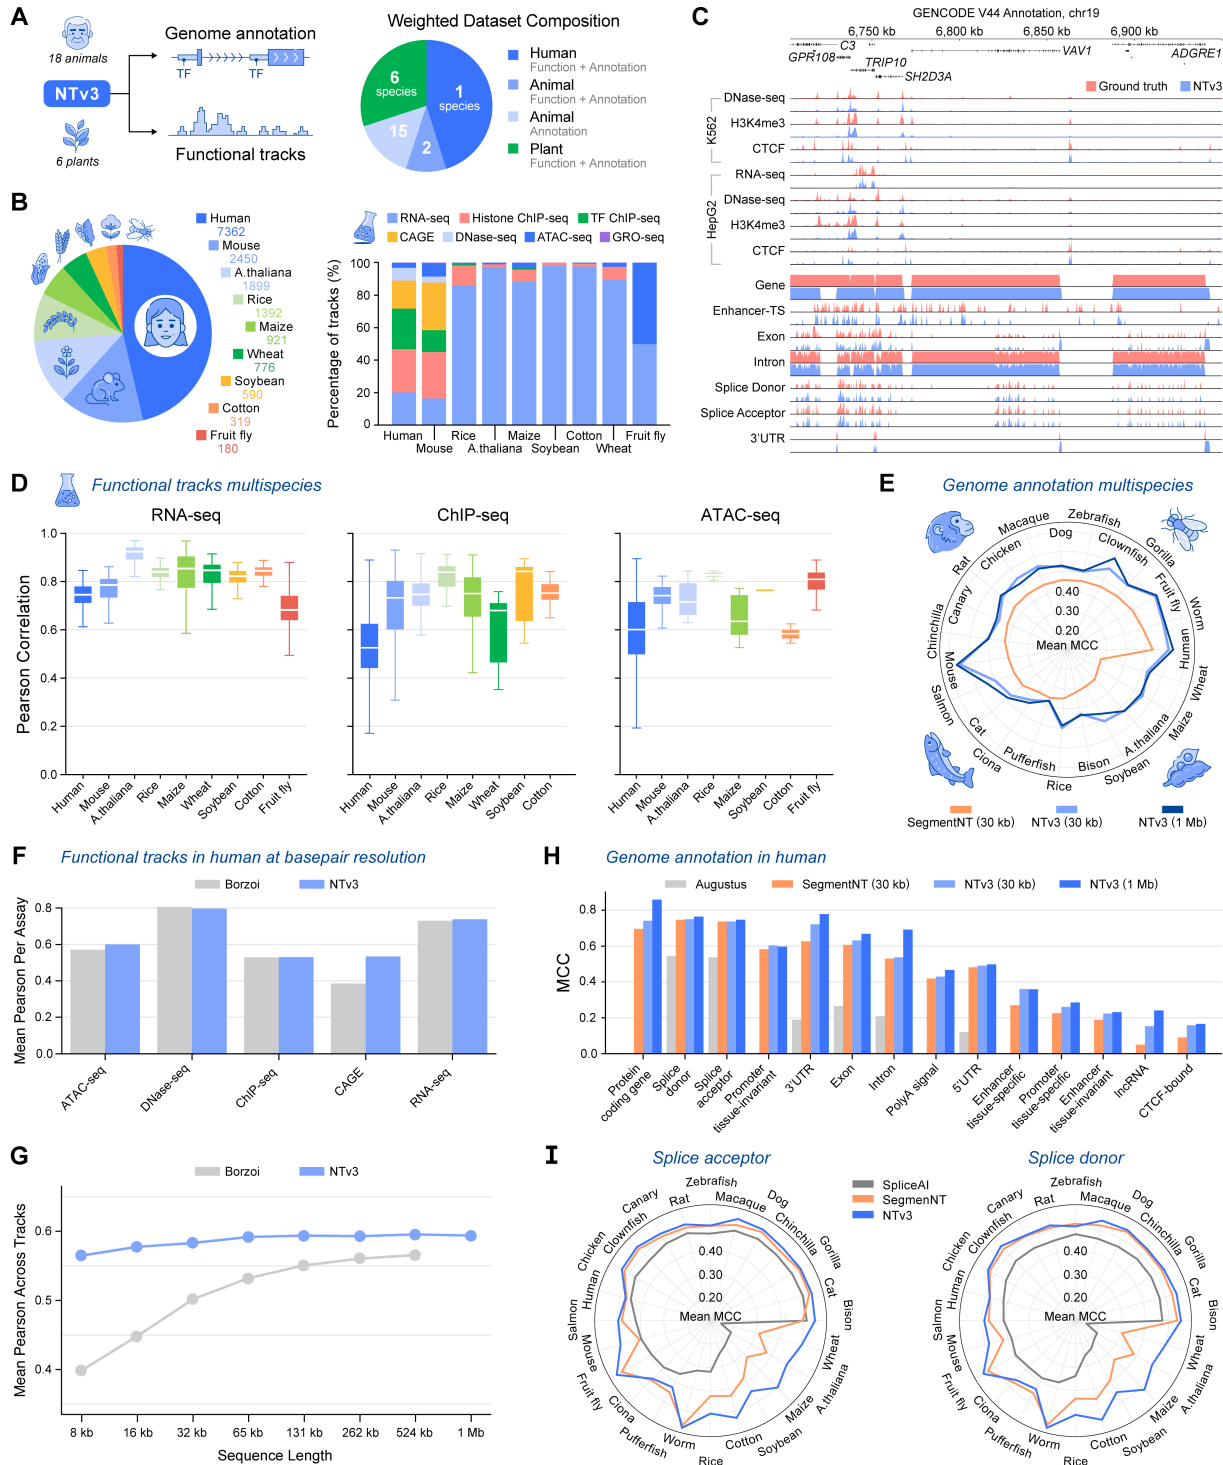 A
18 animals
NTv3
6 plants
Genome annotation
TF
TF
Functional tracks
Weighted Dataset Composition
6
species
1
species
15
2
Human
Function + Annotation
Animal
Function + Annotation
Animal
Annotation
Plant
Function + Annotation
B
Human
7362
Mouse
2450
A.thaliana
1899
Rice
1392
Maize
921
Wheat
776
Soybean
590
Cotton
319
Fruit fly
180
RNA-seq
Histone ChIP-seq
TF ChIP-seq
CAGE
DNase-seq
ATAC-seq
GRO-seq
Percentage of tracks (%)
100
80
60
40
20
0
Human
Mouse
Rice
A.thaliana
Maize
Soybean
Cotton
Wheat
Fruit fly
C
GENCODE V44 Annotation, chr19
6,750 kb
6,800 kb
6,850 kb
6,900 kb
C3
GPR108
TRIP10
SH2D3A
VAV1
ADGRE1
Ground truth
NTv3
K562
DNase-seq
H3K4me3
CTCF
HepG2
RNA-seq
DNase-seq
H3K4me3
CTCF
Gene
Enhancer-TS
Exon
Intron
Splice Donor
Splice Acceptor
3'UTR
D
Functional tracks multispecies
RNA-seq
ChIP-seq
ATAC-seq
Pearson Correlation
1.0
0.8
0.6
0.4
0.2
0.0
Human
Mouse
A.thaliana
Rice
Maize
Wheat
Soybean
Cotton
Fruit fly
Human
Mouse
A.thaliana
Rice
Maize
Wheat
Soybean
Cotton
Human
Mouse
A.thaliana
Rice
Maize
Soybean
Cotton
Fruit fly
E
Genome annotation multispecies
Dog
Zebrafish
Clownfish
Gorilla
Fruit fly
Worm
Human
Wheat
Maize
A.thaliana
Soybean
Bison
Rice
Pufferfish
Ciona
Cat
Salmon
Mouse
Chinchilla
Canary
Rat
Chicken
Macaque
0.40
0.30
0.20
Mean MCC
SegmentNT (30 kb)
NTv3 (30 kb)
NTv3 (1 Mb)
F
Functional tracks in human at basepair resolution
Borzoi
NTv3
Mean Pearson Per Assay
0.8
0.6
0.4
0.2
0.0
ATAC-seq
DNase-seq
ChIP-seq
CAGE
RNA-seq
H
Genome annotation in human
Augustus
SegmentNT (30 kb)
NTv3 (30 kb)
NTv3 (1 Mb)
MCC
0.8
0.6
0.4
0.2
0.0
Protein
coding gene
Splice
donor
Splice
acceptor
Promoter
tissue-invariant
3'UTR
Exon
Intron
PolyA signal
5'UTR
Enhancer
tissue-specific
Promoter
tissue-specific
Enhancer
tissue-invariant
lncRNA
CTCF-bound
G
Borzoi
NTv3
Mean Pearson Across Tracks
0.6
0.5
0.4
8 kb
16 kb
32 kb
65 kb
131 kb
262 kb
524 kb
1 Mb
Sequence Length
I
Splice acceptor
Zebrafish
Macaque
Dog
Chinchilla
Gorilla
Cat
Bison
Wheat
A.thaliana
Maize
Soybean
Cotton
Rice
Worm
Pufferfish
Ciona
Fruit fly
Mouse
Salmon
Human
Chicken
Clownfish
Canary
Rat
0.40
0.30
0.20
Mean MCC
SpliceAI
SegmenNT
NTv3
Splice donor
Zebrafish
Macaque
Dog
Chinchilla
Gorilla
Cat
Bison
Wheat
A.thaliana
Maize
Soybean
Cotton
Rice
Worm
Pufferfish
Ciona
Fruit fly
Mouse
Salmon
Human
Chicken
Clownfish
Canary
Rat
0.40
0.30
0.20
Mean MCC